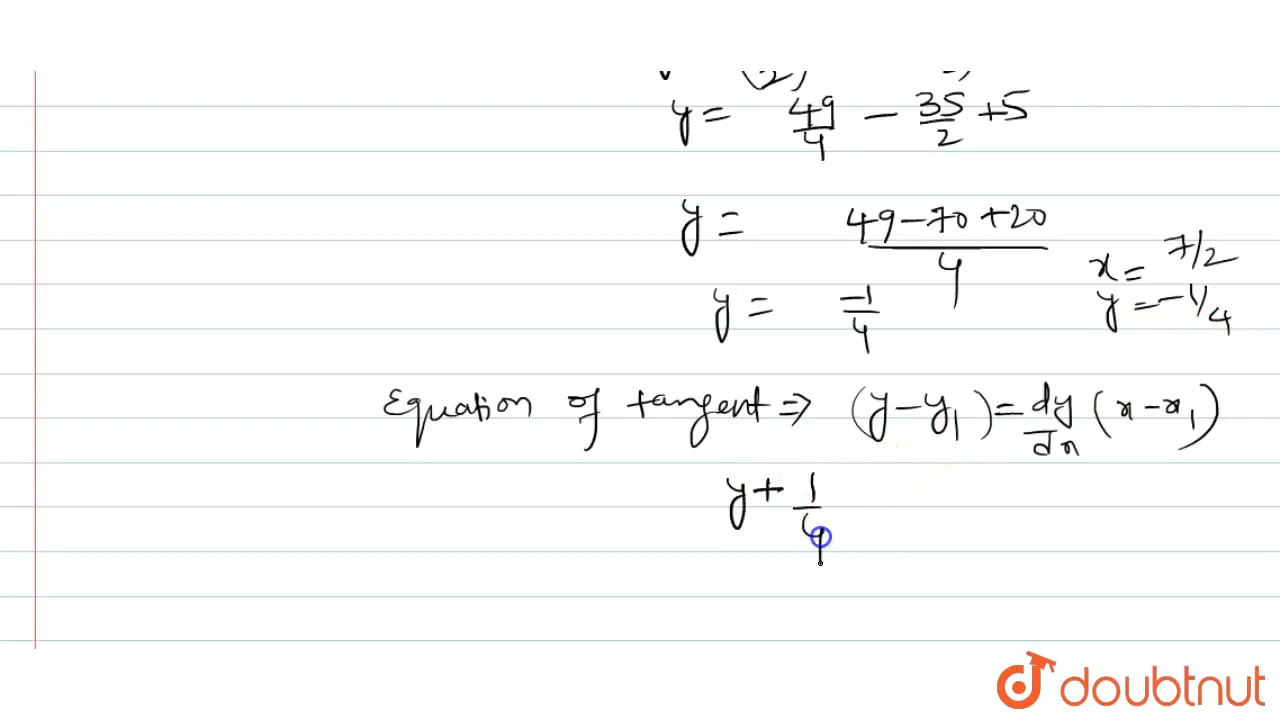 y = 49/4 - 35/2 + 5
y = (49 - 70 + 20)/4
x = 7/2
y = -1/4
y = -1/4
Equation of tangent ⇒ (y - y₁) = dy/dx (x - x₁)
y + 1/4
doubtnut